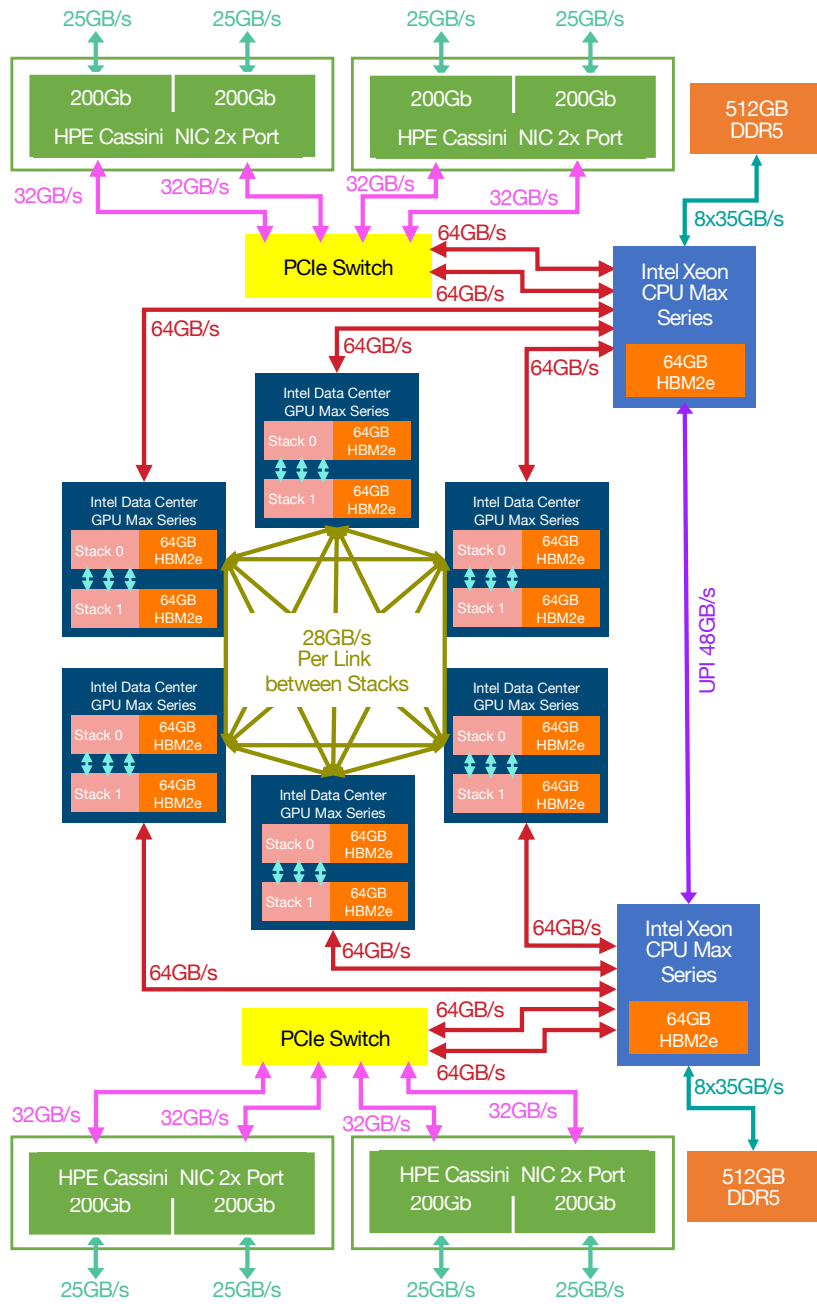 25GB/s
25GB/s
25GB/s
25GB/s
200Gb
200Gb
HPE Cassini NIC 2x Port
200Gb
200Gb
HPE Cassini NIC 2x Port
512GB
DDR5
32GB/s
32GB/s
32GB/s
32GB/s
8x35GB/s
PCIe Switch
64GB/s
64GB/s
Intel Xeon
CPU Max
Series
64GB
HBM2e
64GB/s
64GB/s
64GB/s
Intel Data Center
GPU Max Series
Stack 0
64GB
HBM2e
Stack 1
64GB
HBM2e
Intel Data Center
GPU Max Series
Stack 0
64GB
HBM2e
Stack 1
64GB
HBM2e
Intel Data Center
GPU Max Series
Stack 0
64GB
HBM2e
Stack 1
64GB
HBM2e
28GB/s
Per Link
between Stacks
UPI 48GB/s
Intel Data Center
GPU Max Series
Stack 0
64GB
HBM2e
Stack 1
64GB
HBM2e
Intel Data Center
GPU Max Series
Stack 0
64GB
HBM2e
Stack 1
64GB
HBM2e
Intel Data Center
GPU Max Series
Stack 0
64GB
HBM2e
Stack 1
64GB
HBM2e
64GB/s
64GB/s
64GB/s
Intel Xeon
CPU Max
Series
64GB
HBM2e
PCIe Switch
64GB/s
64GB/s
8x35GB/s
32GB/s
32GB/s
32GB/s
32GB/s
HPE Cassini NIC 2x Port
200Gb
200Gb
HPE Cassini NIC 2x Port
200Gb
200Gb
512GB
DDR5
25GB/s
25GB/s
25GB/s
25GB/s